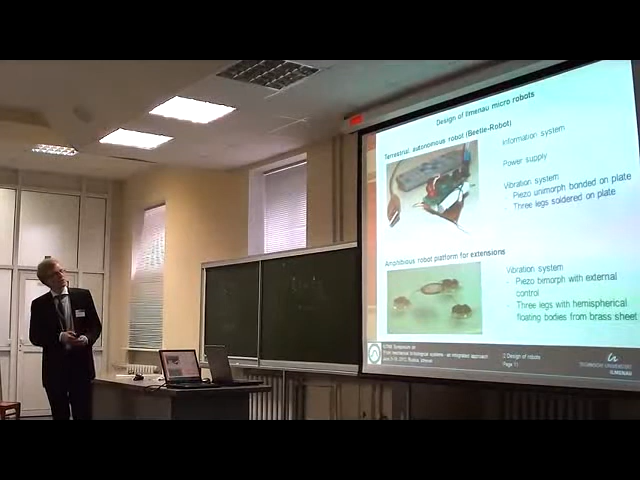 Design of Ilmenau micro robots
Terrestrial, autonomous robot (Beetle-Robot)
Information system
Power supply
Vibration system
- Piezo unimorph bonded on plate
- Three legs soldered on plate
Amphibious robot platform for extensions
Vibration system
- Piezo bimorph with external
control
- Three legs with hemispherical
floating bodies from brass sheet
Symposium on
2 Design of robots
Page 11
TECHNISCHE UNIVERSITÄT
ILMENAU